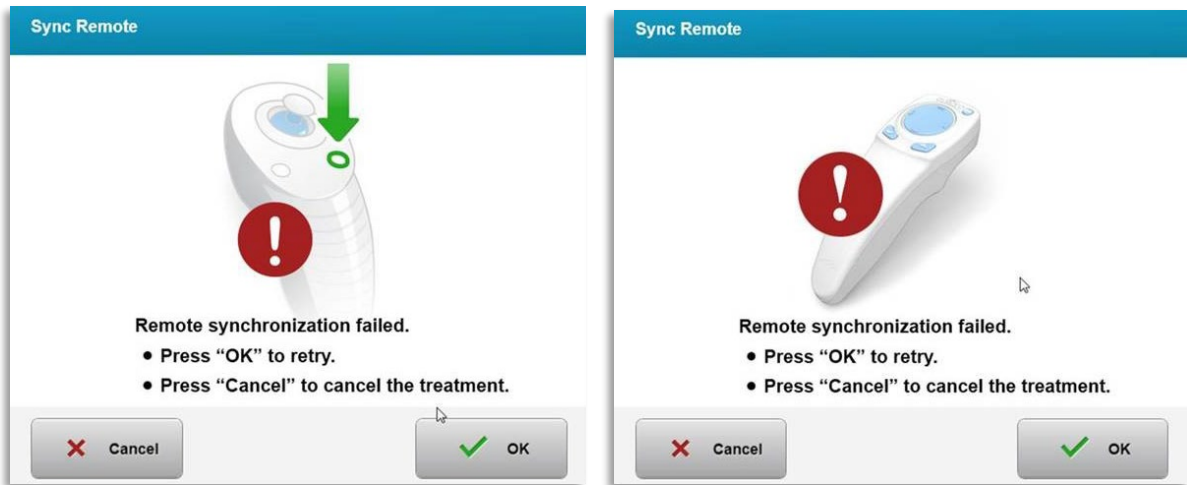 Sync Remote
Remote synchronization failed.
• Press “OK” to retry.
• Press “Cancel” to cancel the treatment.
Cancel
OK
Sync Remote
Remote synchronization failed.
• Press “OK” to retry.
• Press “Cancel” to cancel the treatment.
Cancel
OK